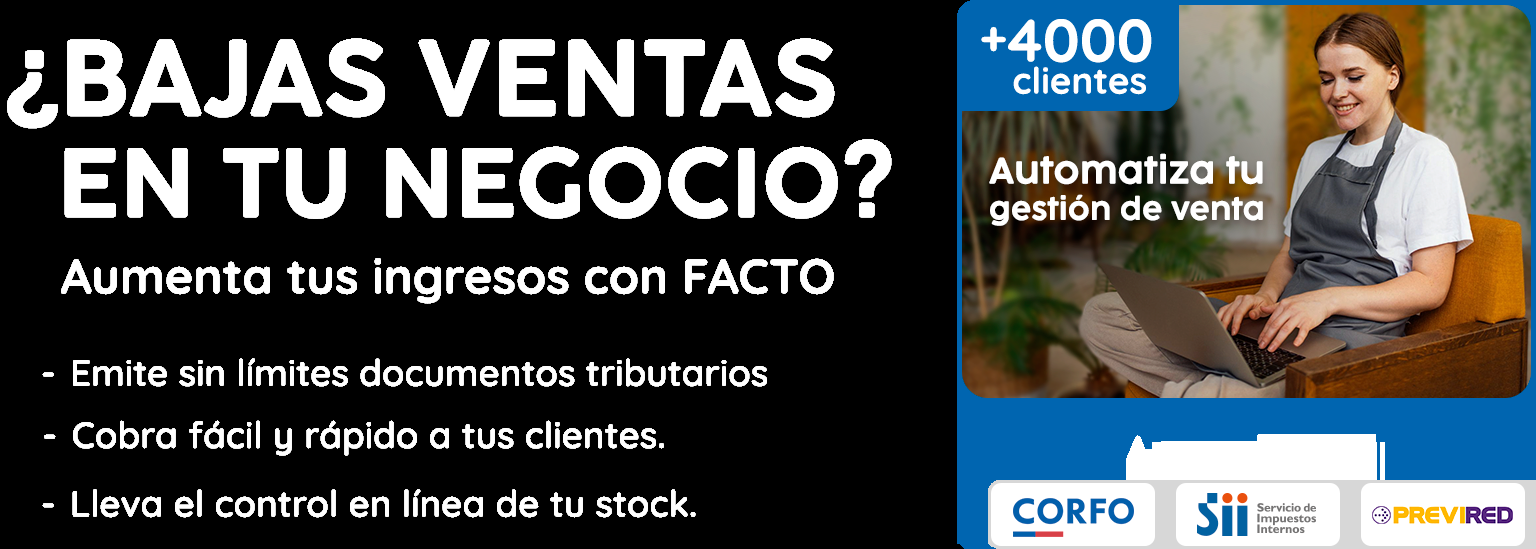 ¿BAJAS VENTAS
EN TU NEGOCIO?
Aumenta tus ingresos con FACTO
- Emite sin límites documentos tributarios
- Cobra fácil y rápido a tus clientes.
- Lleva el control en línea de tu stock.
+4000
clientes
Automatiza tu
gestión de venta
CORFO
Sii
Servicio de
Impuestos
Internos
PREVIRED